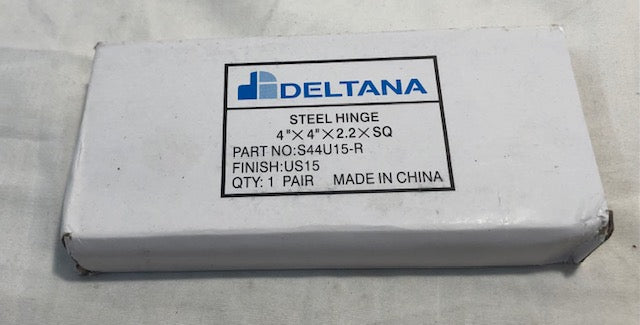 DELTANA
STEEL HINGE
4"×4"×2.2×SQ
PART NO:S44U15-R
FINISH:US15
QTY: 1 PAIR MADE IN CHINA